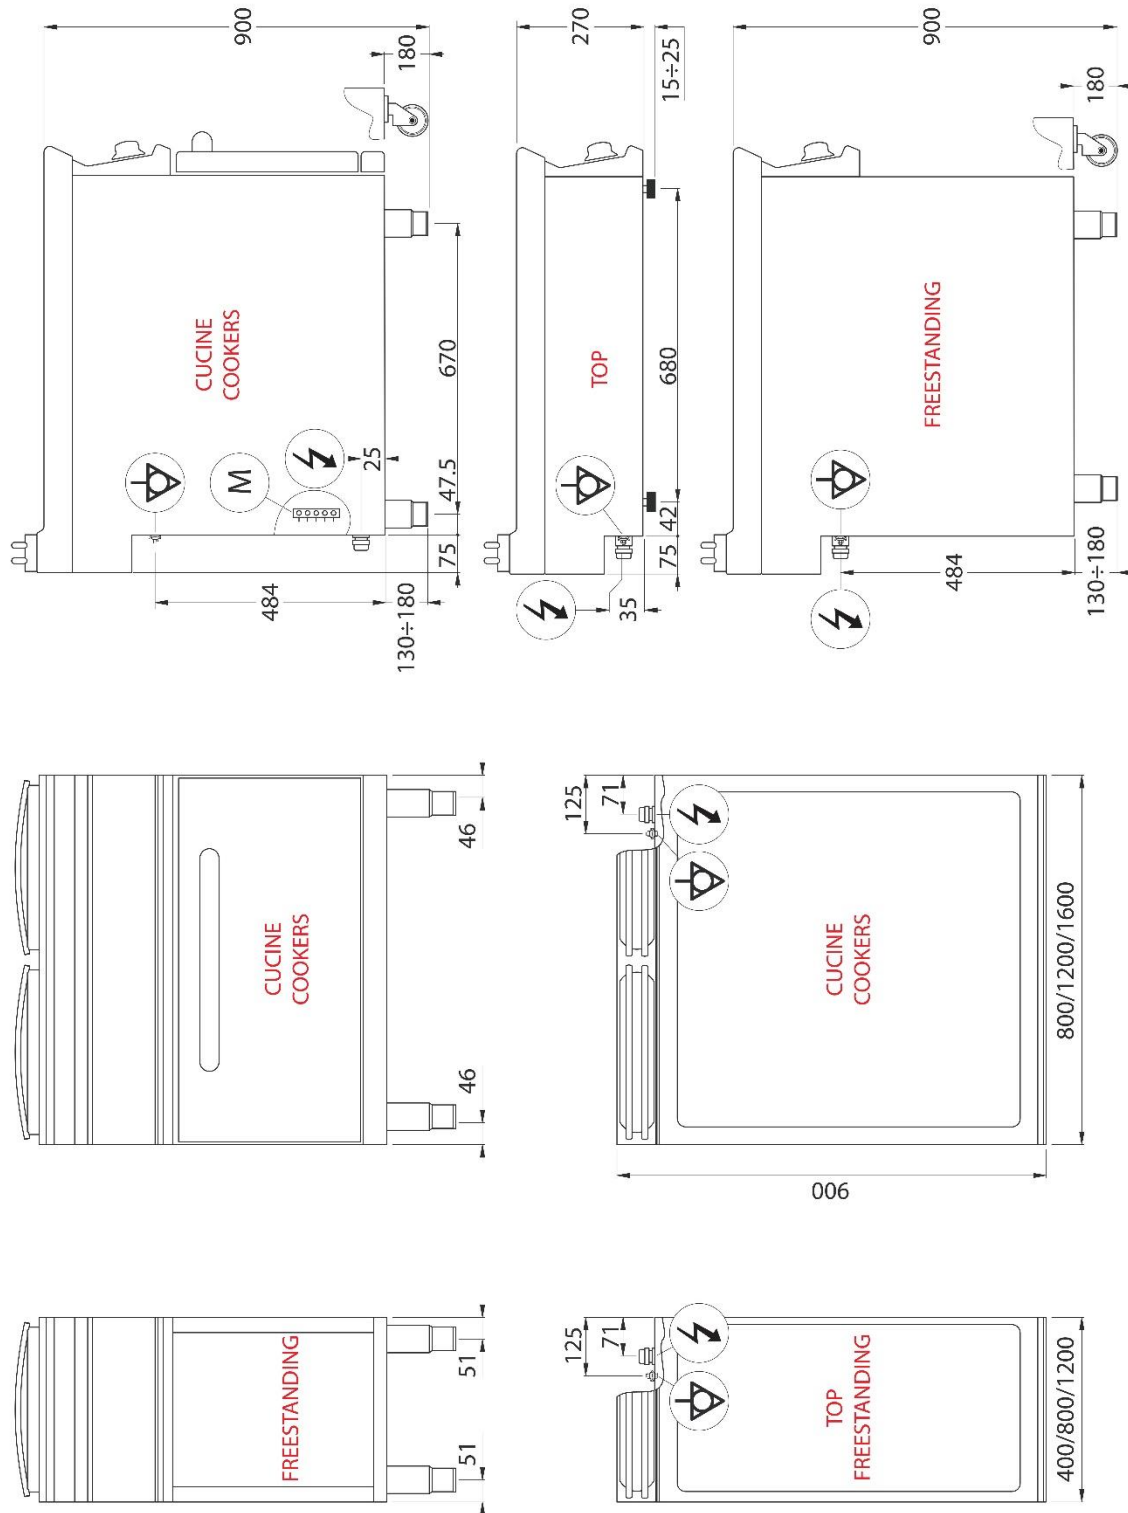 900
180
CUCINE
COOKERS
M
25
670
47.5
75
484
130÷180
270
15÷25
TOP
680
42
75
35
900
180
FREESTANDING
484
130÷180
CUCINE
COOKERS
46
46
125
71
CUCINE
COOKERS
800/1200/1600
900
FREESTANDING
51
51
125
71
TOP
FREESTANDING
400/800/1200